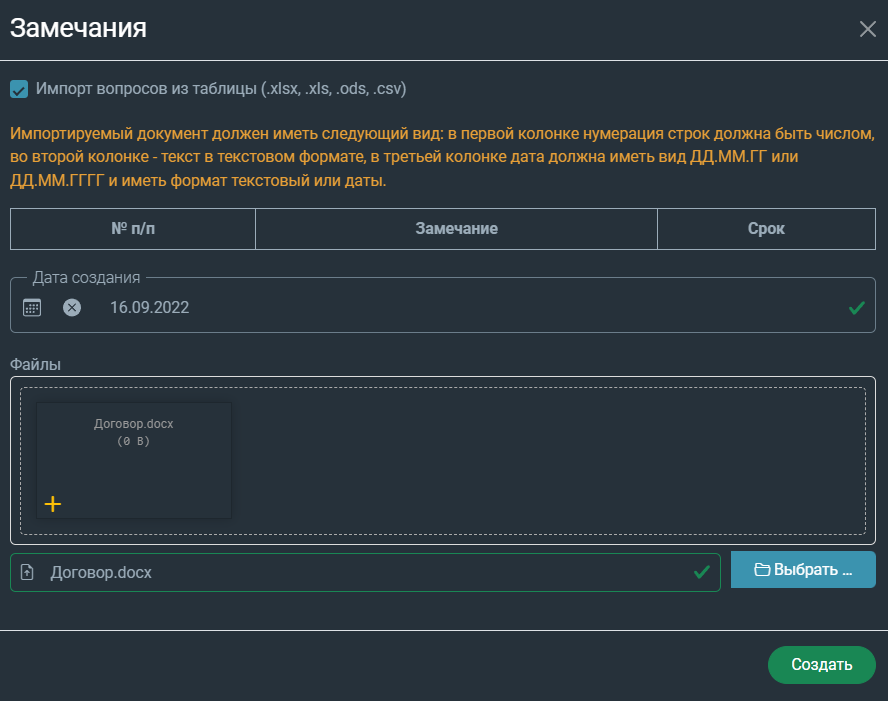 Замечания
Импорт вопросов из таблицы (.xlsx, .xls, .ods, .csv)
Импортируемый документ должен иметь следующий вид: в первой колонке нумерация строк должна быть числом,
во второй колонке - текст в текстовом формате, в третьей колонке дата должна иметь вид ДД.ММ.ГГ или
ДД.ММ.ГГГГ и иметь формат текстовый или даты.
№ п/п Замечание Срок
Дата создания
16.09.2022
Файлы
Договор.docx
(0 B)
Договор.docx
Выбрать ...
Создать